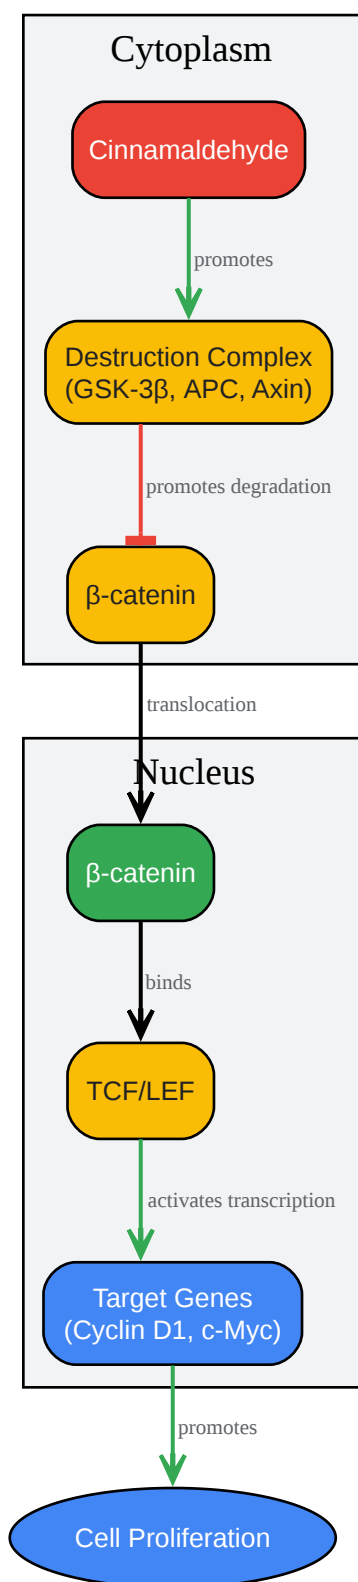 Cytoplasm
Cinnamaldehyde
promotes
Destruction Complex
(GSK-3β, APC, Axin)
promotes degradation
β-catenin
translocation
Nucleus
β-catenin
binds
TCF/LEF
activates transcription
Target Genes
(Cyclin D1, c-Myc)
promotes
Cell Proliferation